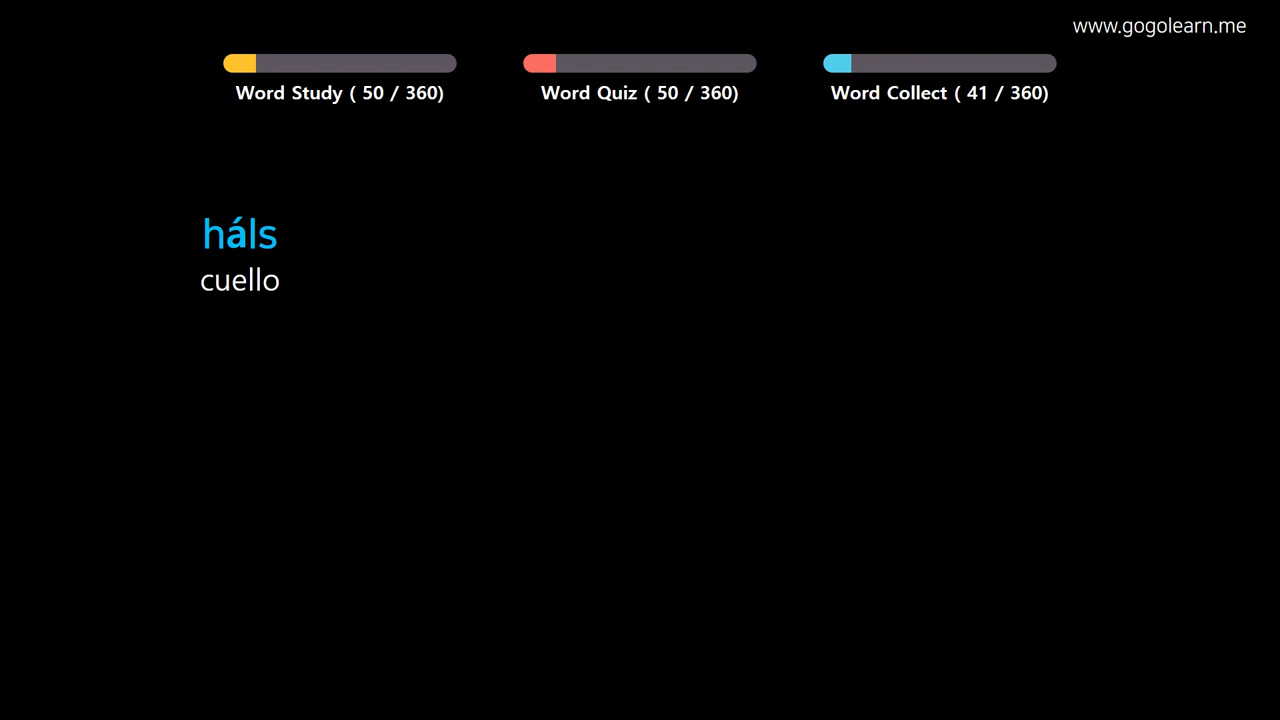 www.gogolearn.me
Word Study ( 50 / 360)
Word Quiz ( 50 / 360)
Word Collect ( 41 / 360)
háls
cuello